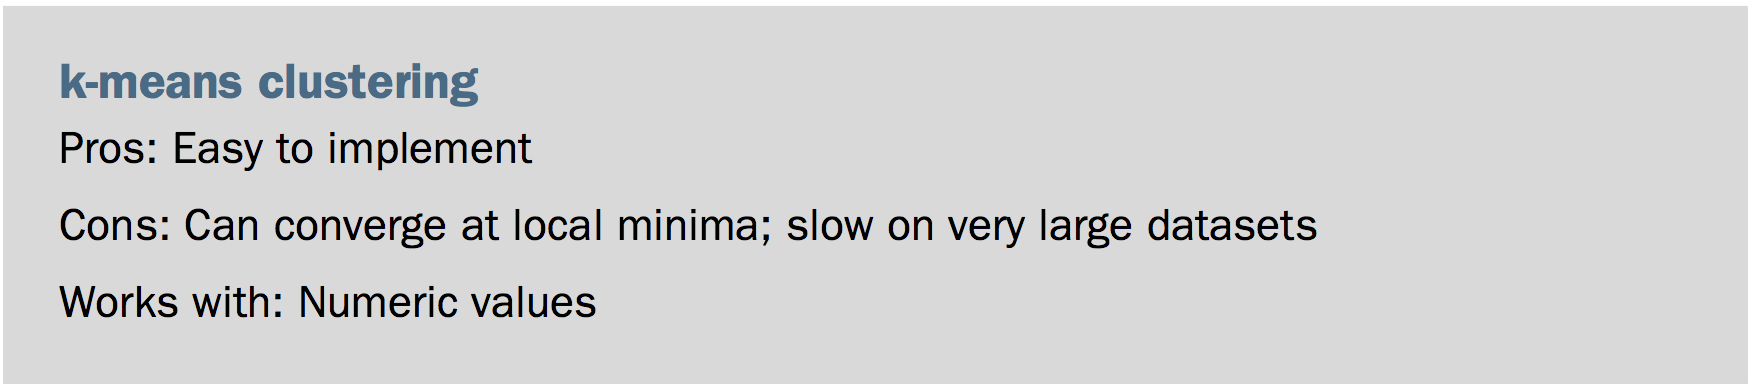 k-means clustering
Pros: Easy to implement
Cons: Can converge at local minima; slow on very large datasets
Works with: Numeric values